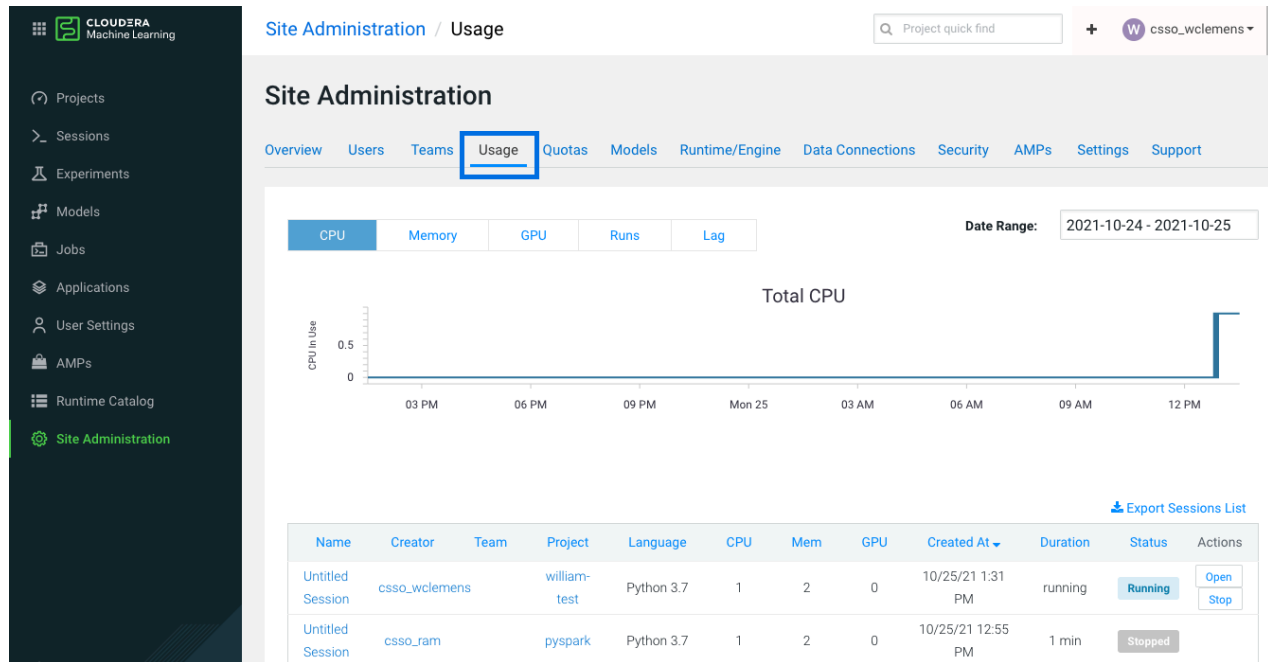 CLOUDERA
Machine Learning
Site Administration / Usage
Project quick find
+
W
csso_wclemens
Projects
Sessions
Experiments
Models
Jobs
Applications
User Settings
AMPs
Runtime Catalog
Site Administration
Site Administration
Overview Users Teams Usage Quotas Models Runtime/Engine Data Connections Security AMPs Settings Support
CPU Memory GPU Runs Lag
Date Range: 2021-10-24 - 2021-10-25
Total CPU
CPU In Use
0.5
0
03 PM 06 PM 09 PM Mon 25 03 AM 06 AM 09 AM 12 PM
Export Sessions List
Name Creator Team Project Language CPU Mem GPU Created At Duration Status Actions
Untitled Session csso_wclemens william-test Python 3.7 1 2 0 10/25/21 1:31 PM running Running Open Stop
Untitled Session csso_ram pyspark Python 3.7 1 2 0 10/25/21 12:55 PM 1 min Stopped